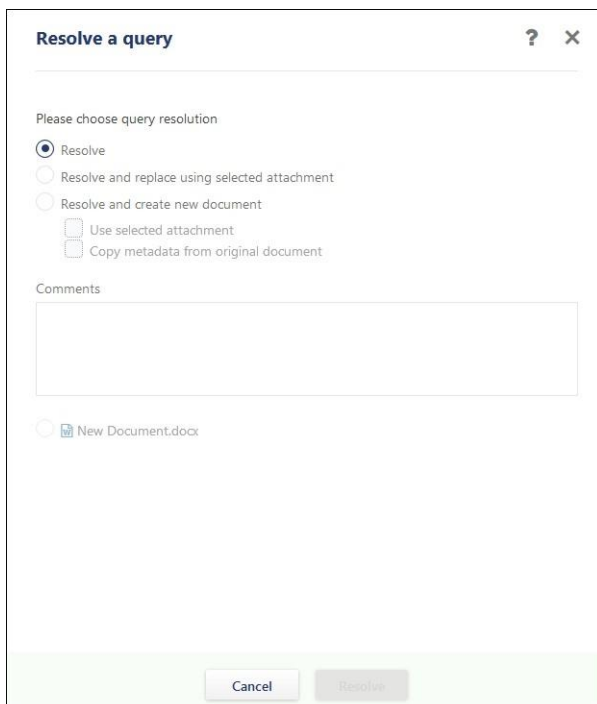 Resolve a query
?
Please choose query resolution
Resolve
Resolve and replace using selected attachment
Resolve and create new document
Use selected attachment
Copy metadata from original document
Comments
New Document.docx
Cancel Resolve